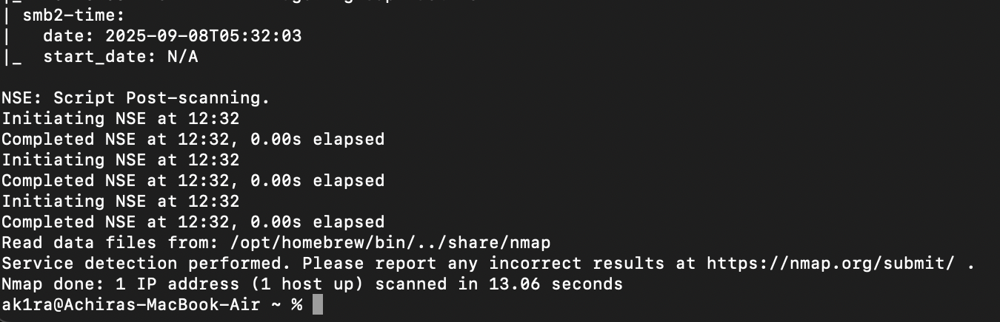 | smb2-time:
|   date: 2025-09-08T05:32:03
|_  start_date: N/A
NSE: Script Post-scanning.
Initiating NSE at 12:32
Completed NSE at 12:32, 0.00s elapsed
Initiating NSE at 12:32
Completed NSE at 12:32, 0.00s elapsed
Initiating NSE at 12:32
Completed NSE at 12:32, 0.00s elapsed
Read data files from: /opt/homebrew/bin/../share/nmap
Service detection performed. Please report any incorrect results at https://nmap.org/submit/ .
Nmap done: 1 IP address (1 host up) scanned in 13.06 seconds
ak1ra@Achiras-MacBook-Air ~ %